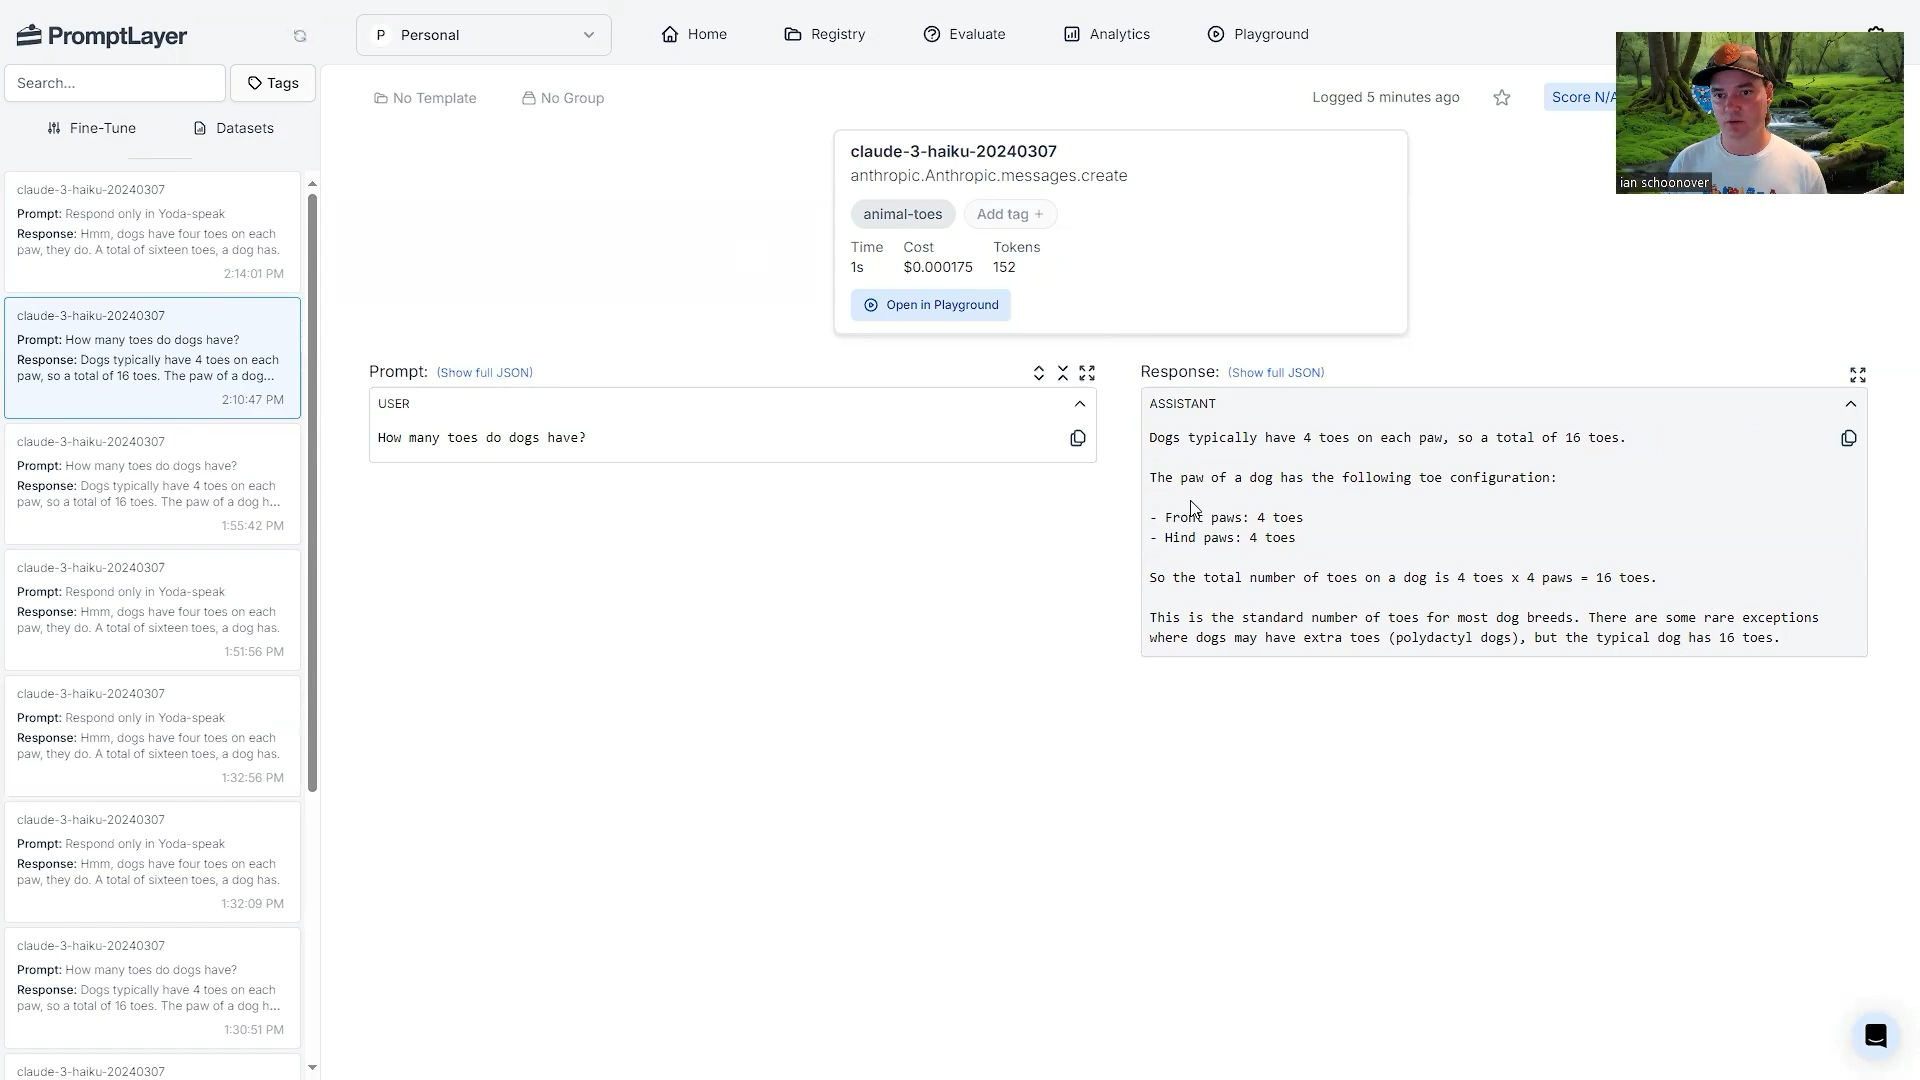 PromptLayer
P Personal
Home
Registry
Evaluate
Analytics
Playground
Search...
Tags
Fine-Tune
Datasets
claude-3-haiku-20240307
Prompt: Respond only in Yoda-speak
Response: Hmm, dogs have four toes on each
paw, they do. A total of sixteen toes, a dog has.
2:14:01 PM
claude-3-haiku-20240307
Prompt: How many toes do dogs have?
Response: Dogs typically have 4 toes on each
paw, so a total of 16 toes. The paw of a dog...
2:10:47 PM
claude-3-haiku-20240307
Prompt: How many toes do dogs have?
Response: Dogs typically have 4 toes on each
paw, so a total of 16 toes. The paw of a dog h...
1:55:42 PM
claude-3-haiku-20240307
Prompt: Respond only in Yoda-speak
Response: Hmm, dogs have four toes on each
paw, they do. A total of sixteen toes, a dog has.
1:51:56 PM
claude-3-haiku-20240307
Prompt: Respond only in Yoda-speak
Response: Hmm, dogs have four toes on each
paw, they do. A total of sixteen toes, a dog has.
1:32:56 PM
claude-3-haiku-20240307
Prompt: Respond only in Yoda-speak
Response: Hmm, dogs have four toes on each
paw, they do. A total of sixteen toes, a dog has.
1:32:09 PM
claude-3-haiku-20240307
Prompt: How many toes do dogs have?
Response: Dogs typically have 4 toes on each
paw, so a total of 16 toes. The paw of a dog h...
1:30:51 PM
claude-3-haiku-20240307
No Template
No Group
Logged 5 minutes ago
Score N/A
ian schoonover
claude-3-haiku-20240307
anthropic.Anthropic.messages.create
animal-toes
Add tag +
Time Cost Tokens
1s $0.000175 152
Open in Playground
Prompt: (Show full JSON)
USER
How many toes do dogs have?
Response: (Show full JSON)
ASSISTANT
Dogs typically have 4 toes on each paw, so a total of 16 toes.
The paw of a dog has the following toe configuration:
- Front paws: 4 toes
- Hind paws: 4 toes
So the total number of toes on a dog is 4 toes x 4 paws = 16 toes.
This is the standard number of toes for most dog breeds. There are some rare exceptions
where dogs may have extra toes (polydactyl dogs), but the typical dog has 16 toes.